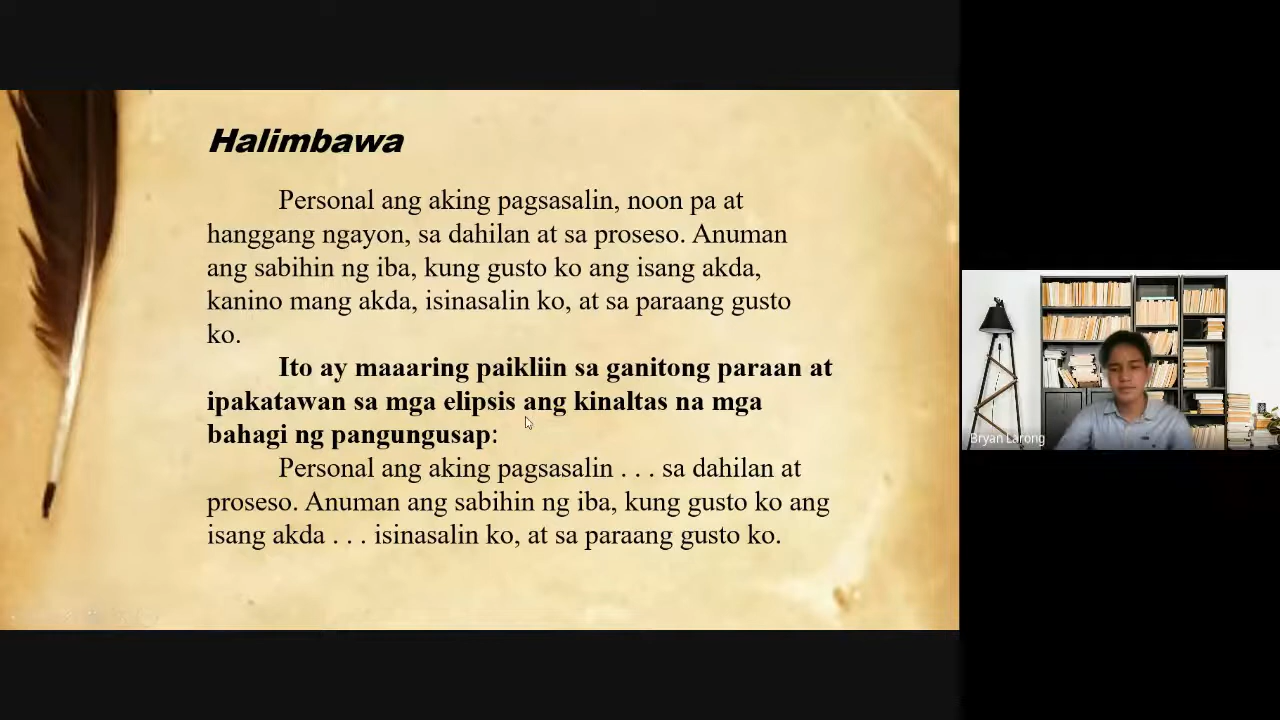 Halimbawa
Personal ang aking pagsasalin, noon pa at
hanggang ngayon, sa dahilan at sa proseso. Anuman
ang sabihin ng iba, kung gusto ko ang isang akda,
kanino mang akda, isinasalin ko, at sa paraang gusto
ko.
Ito ay maaaring paikliin sa ganitong paraan at
ipakatawan sa mga elipsis ang kinaltas na mga
bahagi ng pangungusap:
Personal ang aking pagsasalin . . . sa dahilan at
proseso. Anuman ang sabihin ng iba, kung gusto ko ang
isang akda . . . isinasalin ko, at sa paraang gusto ko.
Bryan Larong